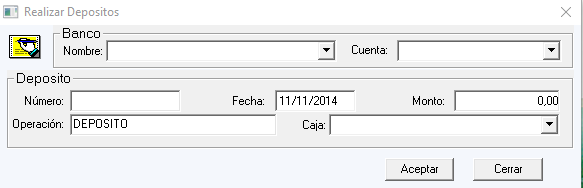 Realizar Depositos
Banco
Nombre: Cuenta:
Deposito
Número: Fecha: 11/11/2014 Monto: 0,00
Operación: DEPOSITO Caja:
Aceptar Cerrar